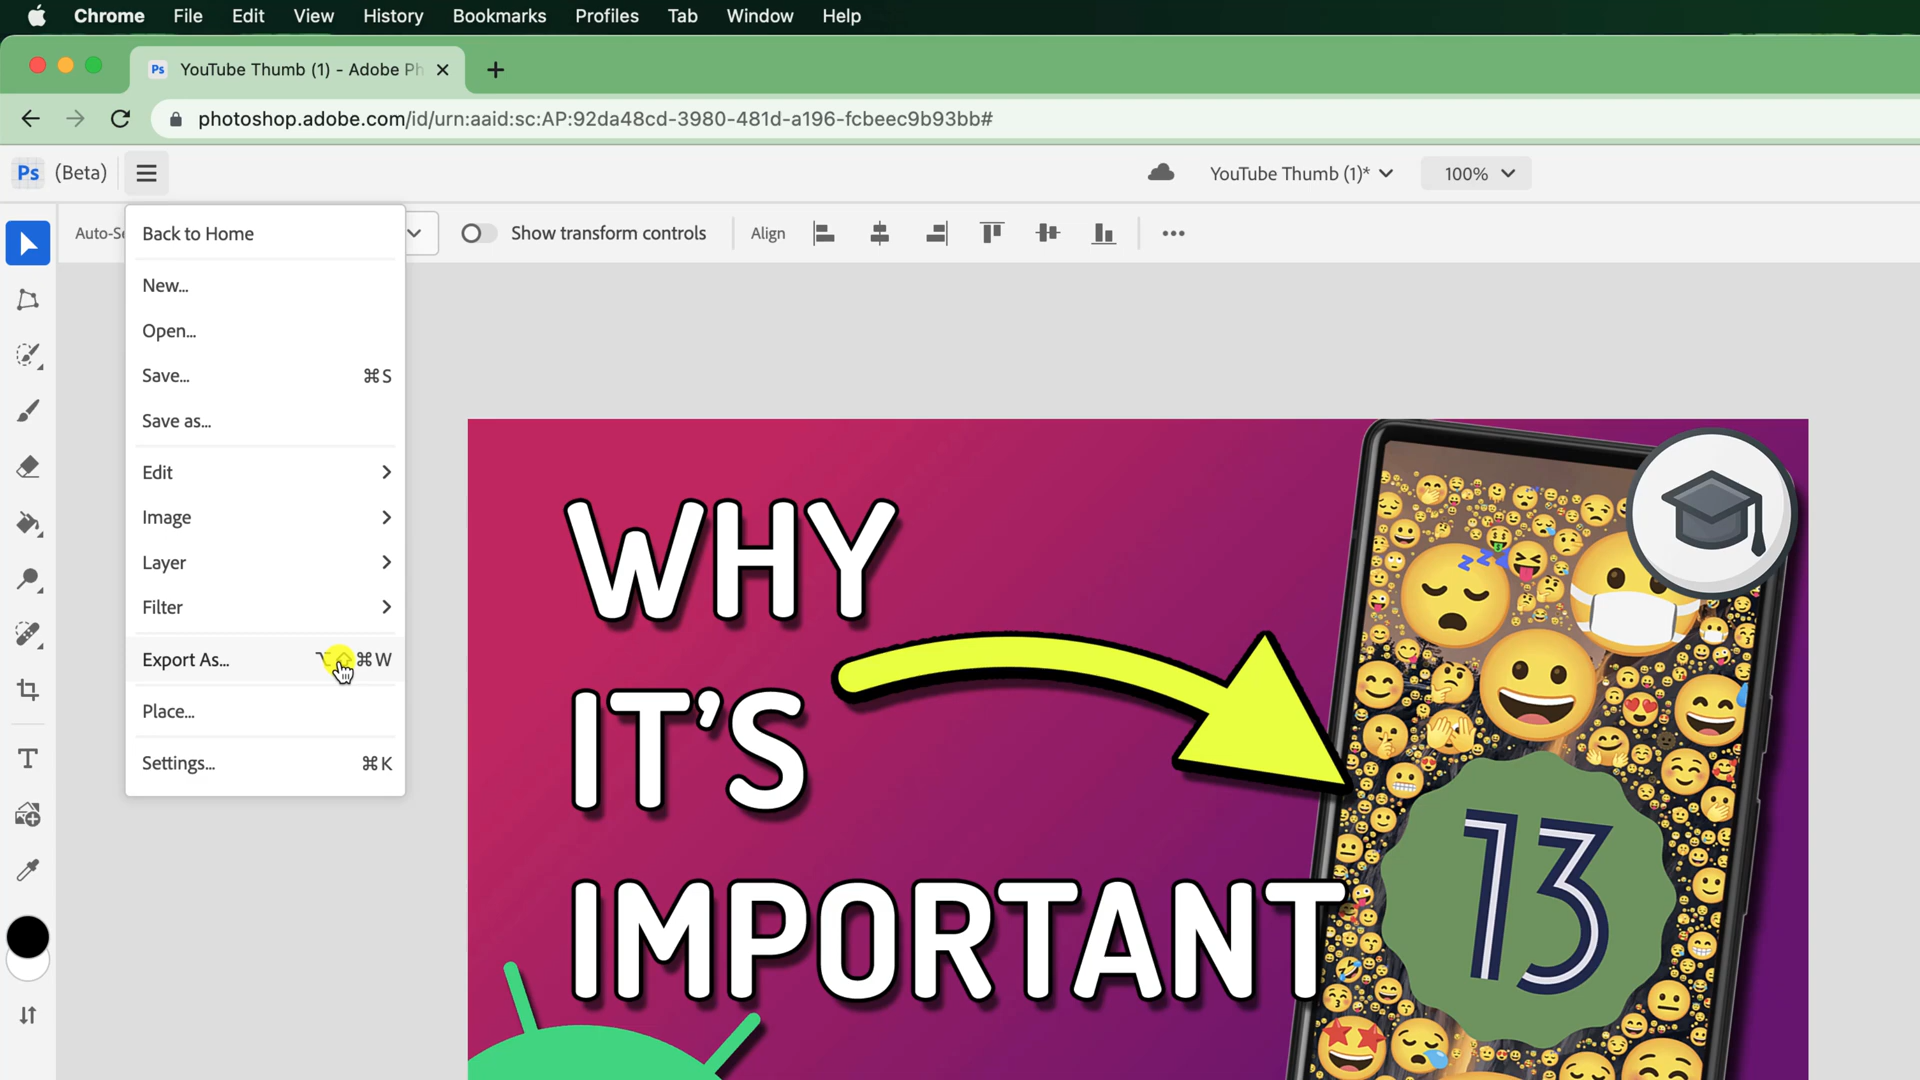 Chrome File Edit View History Bookmarks Profiles Tab Window Help
Ps YouTube Thumb (1) - Adobe Ph
photoshop.adobe.com/id/urn:aaid:sc:AP:92da48cd-3980-481d-a196-fcbeec9b93bb#
Ps (Beta) YouTube Thumb (1)* 100%
Auto-Se Show transform controls Align
Back to Home
New...
Open...
Save... ⌘S
Save as...
Edit
Image
Layer
Filter
Export As... ⌥⇧⌘W
Place...
Settings... ⌘K
WHY
IT'S
IMPORTANT
13